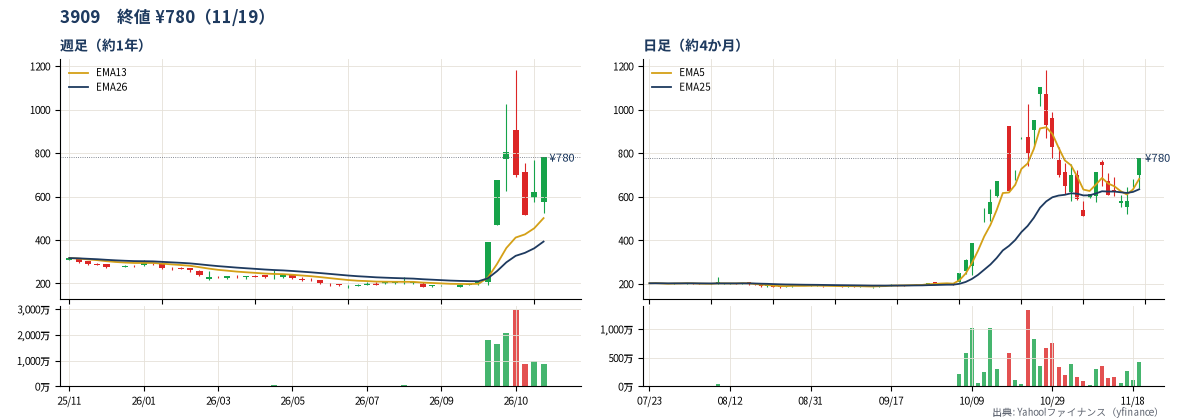 3909　終値 ¥780（11/19）
週足（約1年）
1200
1000
800
600
400
200
EMA13
EMA26
¥780
3,000万
2,000万
1,000万
0万
25/11 26/01 26/03 26/05 26/07 26/10
日足（約4か月）
1200
1000
800
600
400
200
EMA5
EMA25
¥780
1,000万
500万
0万
07/23 08/12 08/31 09/17 10/09 10/29 11/18
出典: Yahoo!ファイナンス（yfinance）